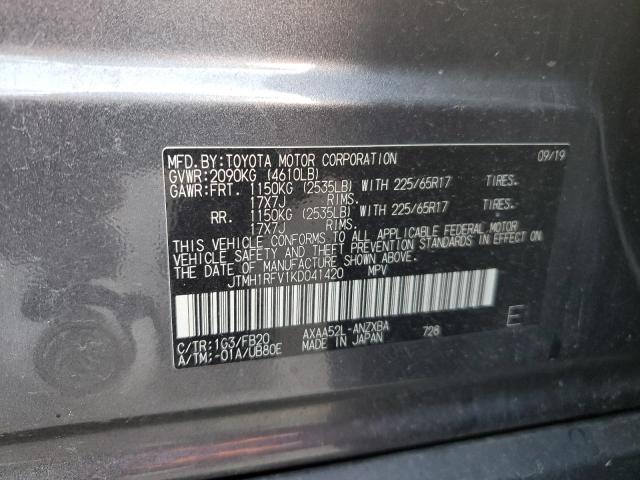 MFD. BY: TOYOTA MOTOR CORPORATION 09/19
GVWR: 2090KG (4610LB)
GAWR: FRT. 1150KG (2535LB) WITH 225/65R17 TIRES.
17X7J RIMS.
RR. 1150KG (2535LB) WITH 225/65R17 TIRES.
17X7J RIMS.
THIS VEHICLE CONFORMS TO ALL APPLICABLE FEDERAL MOTOR
VEHICLE SAFETY AND THEFT PREVENTION STANDARDS IN EFFECT ON
THE DATE OF MANUFACTURE SHOWN ABOVE.
JTMH1RFV1KD041420 MPV
C/TR: 1G3/FB20 AXAA52L-ANZXBA 728 E
A/TM: -01A/UB80E MADE IN JAPAN